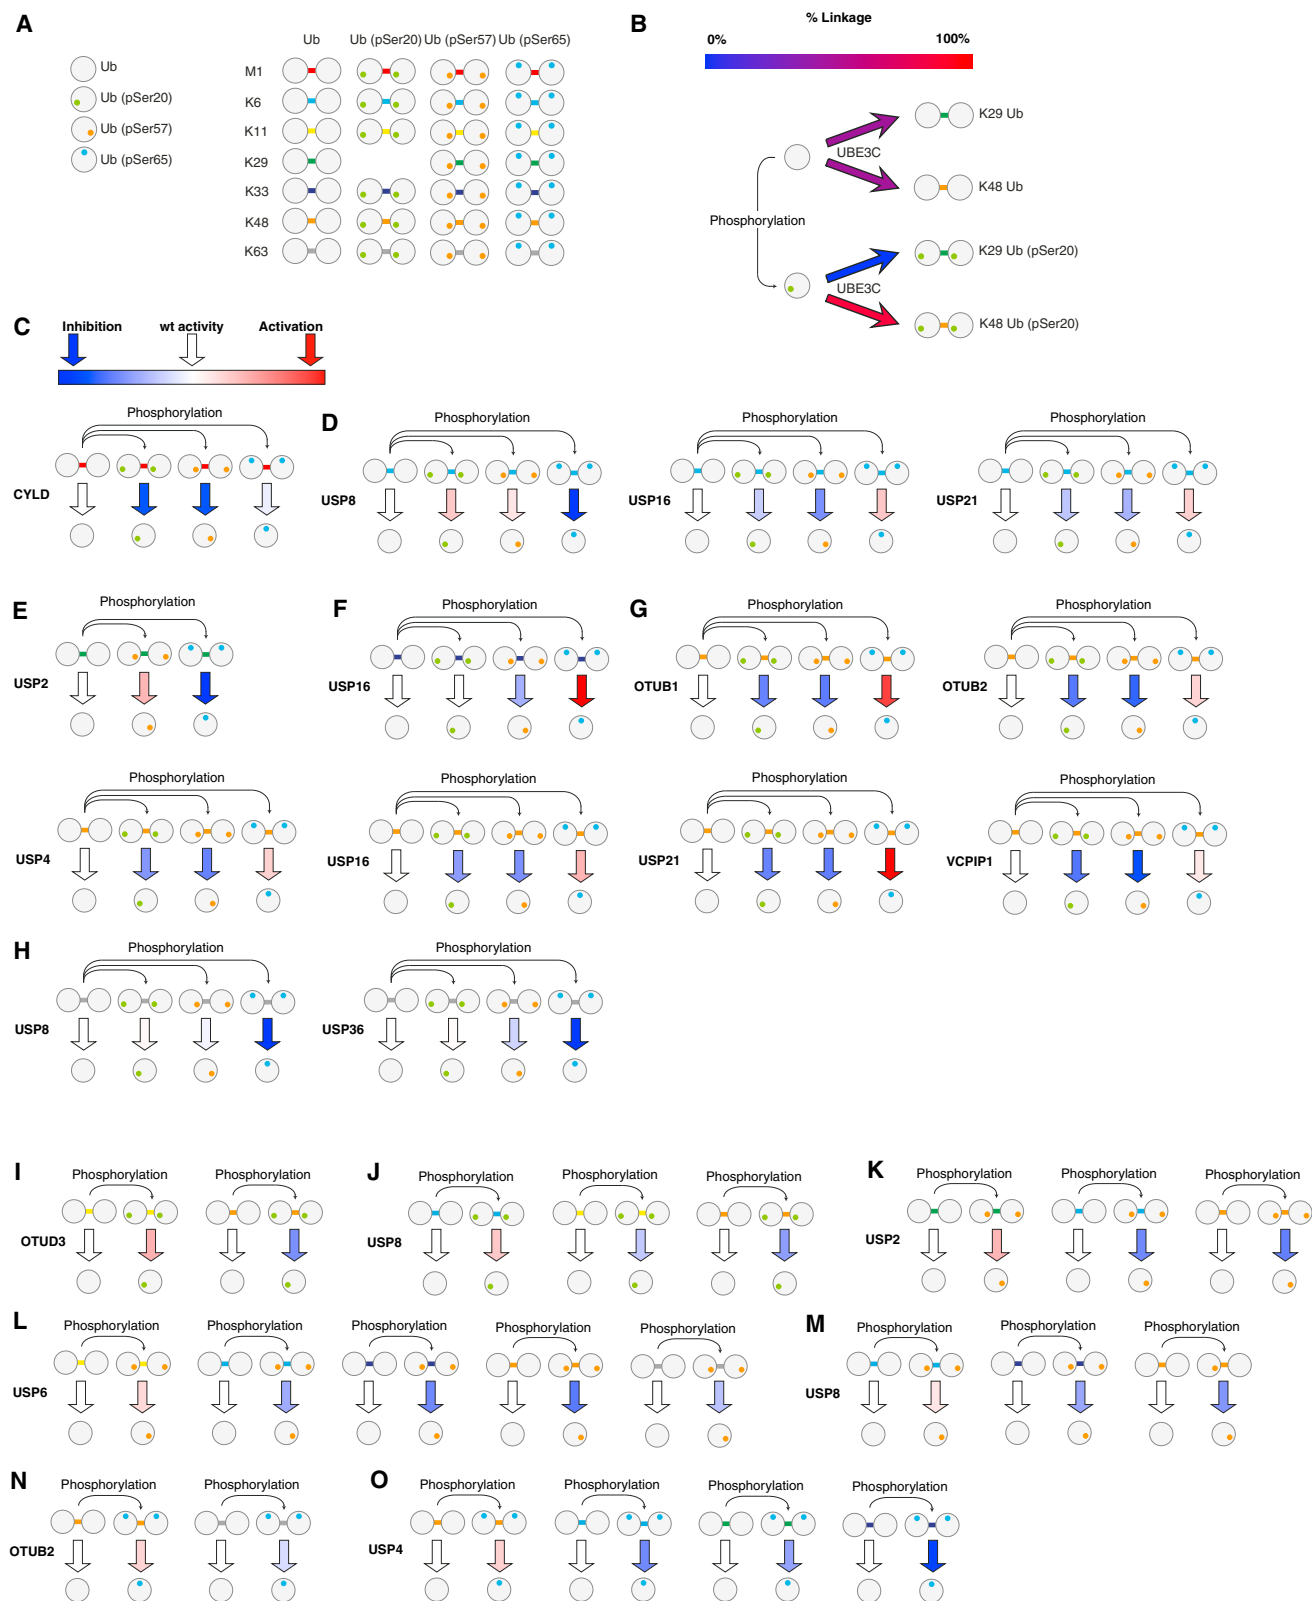 A
Ub
Ub (pSer20)
Ub (pSer57)
Ub (pSer65)
Ub Ub (pSer20) Ub (pSer57) Ub (pSer65)
M1
K6
K11
K29
K33
K48
K63
B
% Linkage
0% 100%
K29 Ub
UBE3C
K48 Ub
Phosphorylation
K29 Ub (pSer20)
UBE3C
K48 Ub (pSer20)
C
Inhibition wt activity Activation
Phosphorylation
CYLD
D
Phosphorylation Phosphorylation Phosphorylation
USP8 USP16 USP21
E
Phosphorylation
USP2
F
Phosphorylation
USP16
G
Phosphorylation Phosphorylation
OTUB1 OTUB2
Phosphorylation Phosphorylation Phosphorylation Phosphorylation
USP4 USP16 USP21 VCPIP1
H
Phosphorylation Phosphorylation
USP8 USP36
I
Phosphorylation Phosphorylation
OTUD3
J
Phosphorylation Phosphorylation Phosphorylation
USP8
K
Phosphorylation Phosphorylation Phosphorylation
USP2
L
Phosphorylation Phosphorylation Phosphorylation Phosphorylation Phosphorylation
USP6
M
Phosphorylation Phosphorylation Phosphorylation
USP8
N
Phosphorylation Phosphorylation
OTUB2
O
Phosphorylation Phosphorylation Phosphorylation Phosphorylation
USP4